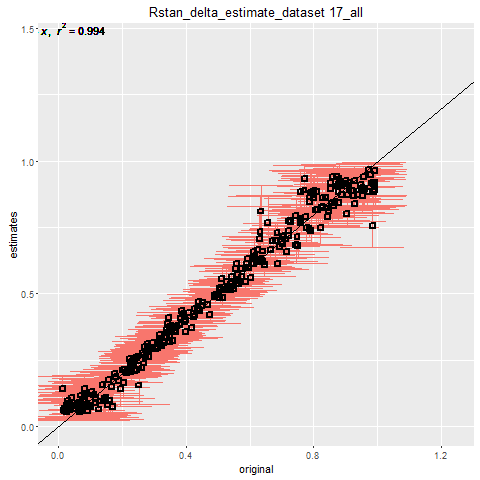 Rstan_delta_estimate_dataset 17_all
x, r² = 0.994
1.5
1.0
0.5
0.0
estimates
0.0 0.4 0.8 1.2
original